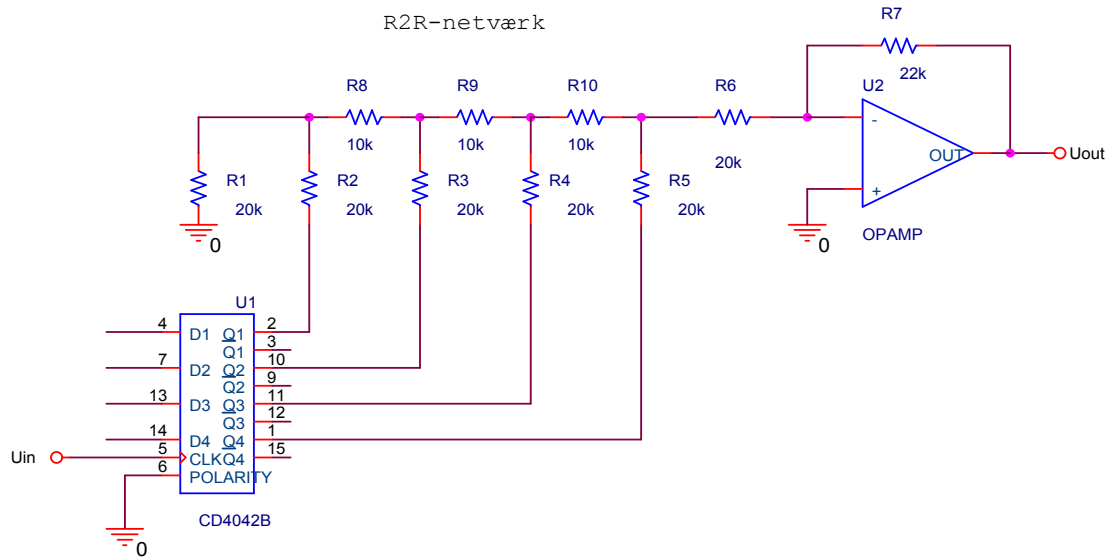 R2R-netværk
R7
22k
U2
R8
R9
R10
R6
10k
10k
10k
20k
-
+
OUT
Uout
R1
R2
R3
R4
R5
20k
20k
20k
20k
20k
0
0
OPAMP
U1
4 D1 Q1 2
Q1 3
7 D2 Q2 10
Q2 9
13 D3 Q3 11
Q3 12
14 D4 Q4 1
Uin 5 CLK Q4 15
6 POLARITY
CD4042B
0